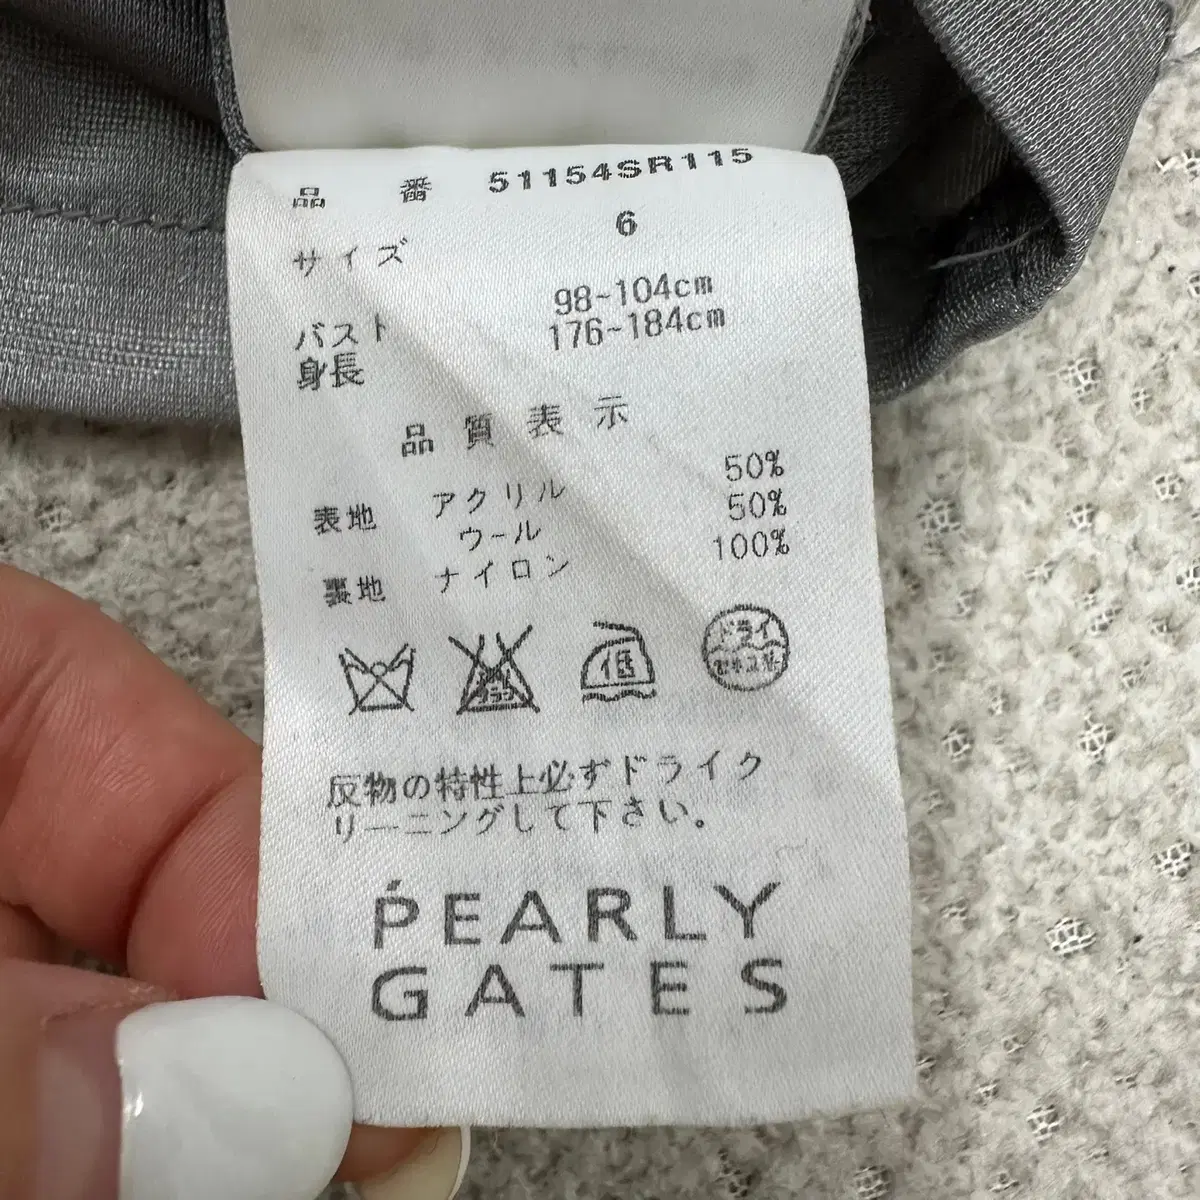 品番 51154SR115
サイズ 6
バスト 98~104cm
身長 176~184cm
品質表示
表地 アクリル 50%
ウール 50%
裏地 ナイロン 100%
低
ドライ
反物の特性上必ずドライク
リーニングして下さい。
PEARLY
GATES